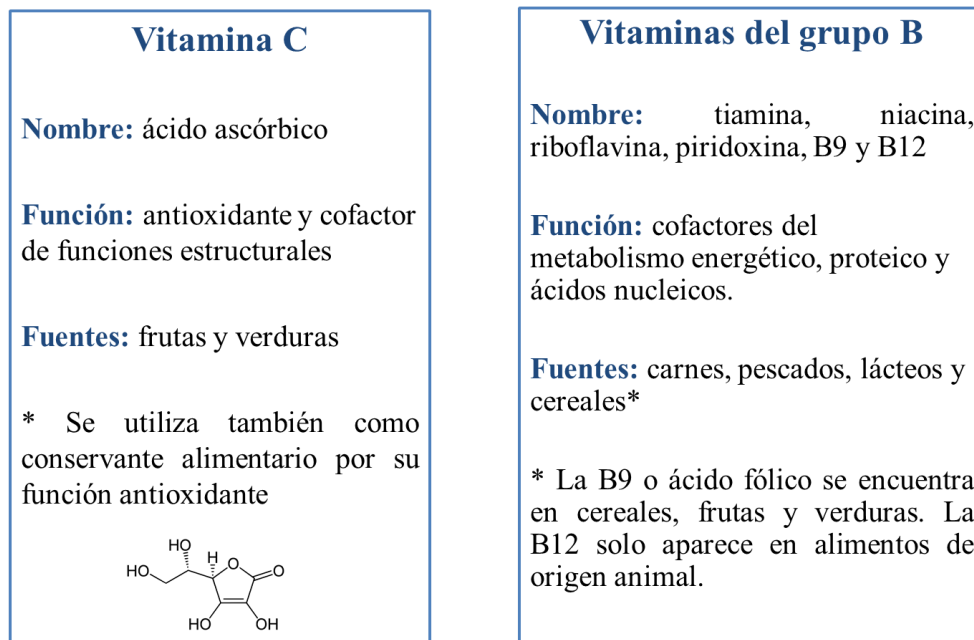 Vitamina C
Nombre: ácido ascórbico
Función: antioxidante y cofactor
de funciones estructurales
Fuentes: frutas y verduras
* Se utiliza también como
conservante alimentario por su
función antioxidante
HO
H
O
O
HO
HO
OH
Vitaminas del grupo B
Nombre: tiamina, niacina,
riboflavina, piridoxina, B9 y B12
Función: cofactores del
metabolismo energético, proteico y
ácidos nucleicos.
Fuentes: carnes, pescados, lácteos y
cereales*
* La B9 o ácido fólico se encuentra
en cereales, frutas y verduras. La
B12 solo aparece en alimentos de
origen animal.